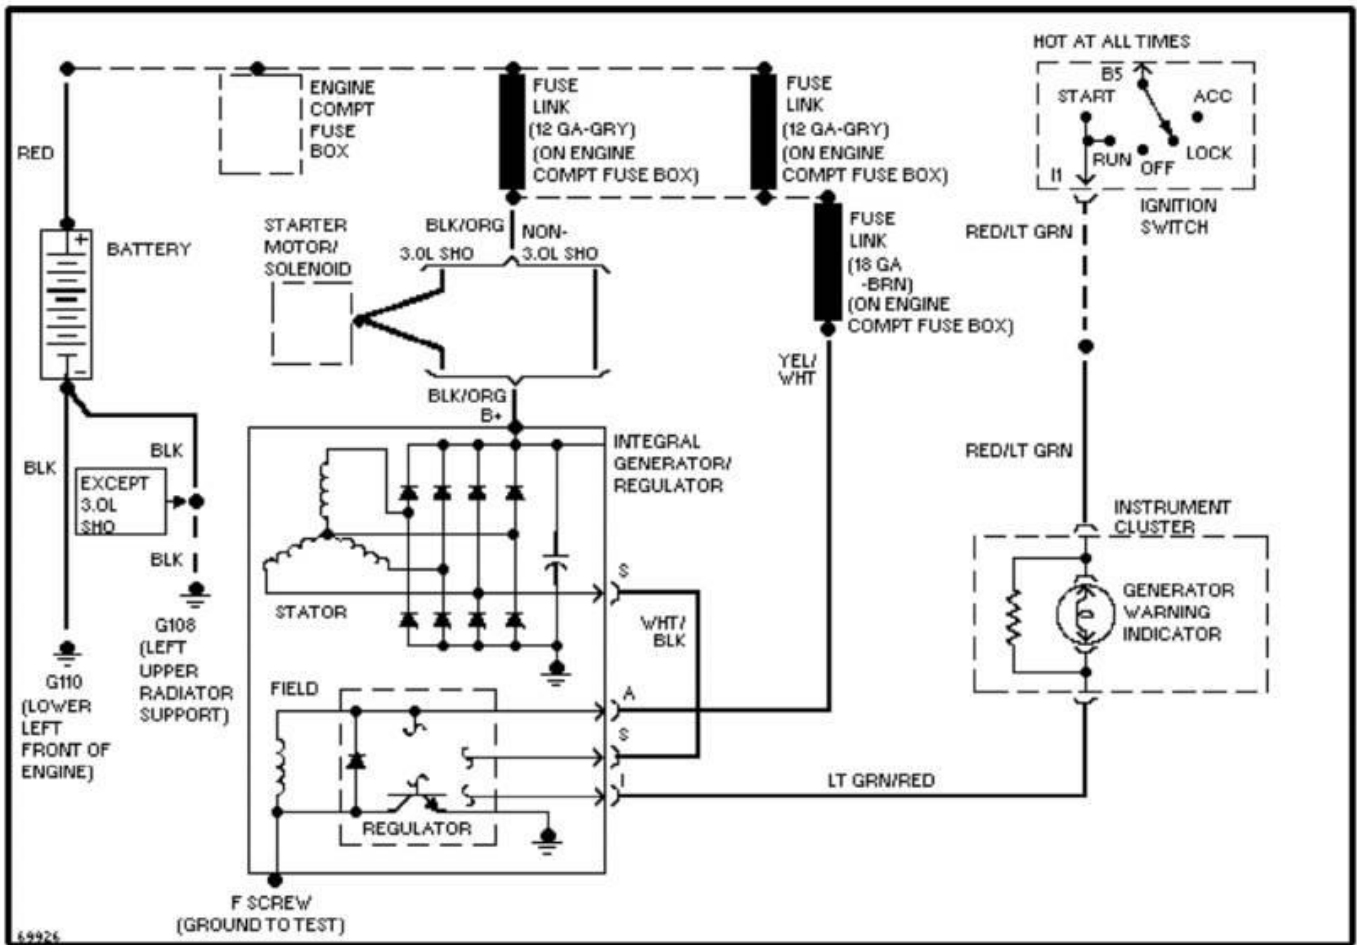 HOT AT ALL TIMES
B5
START
ACC
RUN
OFF
LOCK
I1
IGNITION
SWITCH
RED
ENGINE
COMPT
FUSE
BOX
FUSE
LINK
(12 GA-GRY)
(ON ENGINE
COMPT FUSE BOX)
FUSE
LINK
(12 GA-GRY)
(ON ENGINE
COMPT FUSE BOX)
FUSE
LINK
(18 GA
-BRN)
(ON ENGINE
COMPT FUSE BOX)
RED/LT GRN
+
BATTERY
-
STARTER
MOTOR/
SOLENOID
BLK/ORG
3.0L SHO
NON-
3.0L SHO
YEL/
WHT
BLK/ORG
B+
INTEGRAL
GENERATOR/
REGULATOR
RED/LT GRN
BLK
BLK
EXCEPT
3.0L
SHO
BLK
G108
(LEFT
UPPER
RADIATOR
SUPPORT)
G110
(LOWER
LEFT
FRONT OF
ENGINE)
STATOR
S
WHT/
BLK
INSTRUMENT
CLUSTER
GENERATOR
WARNING
INDICATOR
FIELD
A
S
I
LT GRN/RED
REGULATOR
F SCREW
(GROUND TO TEST)
69926